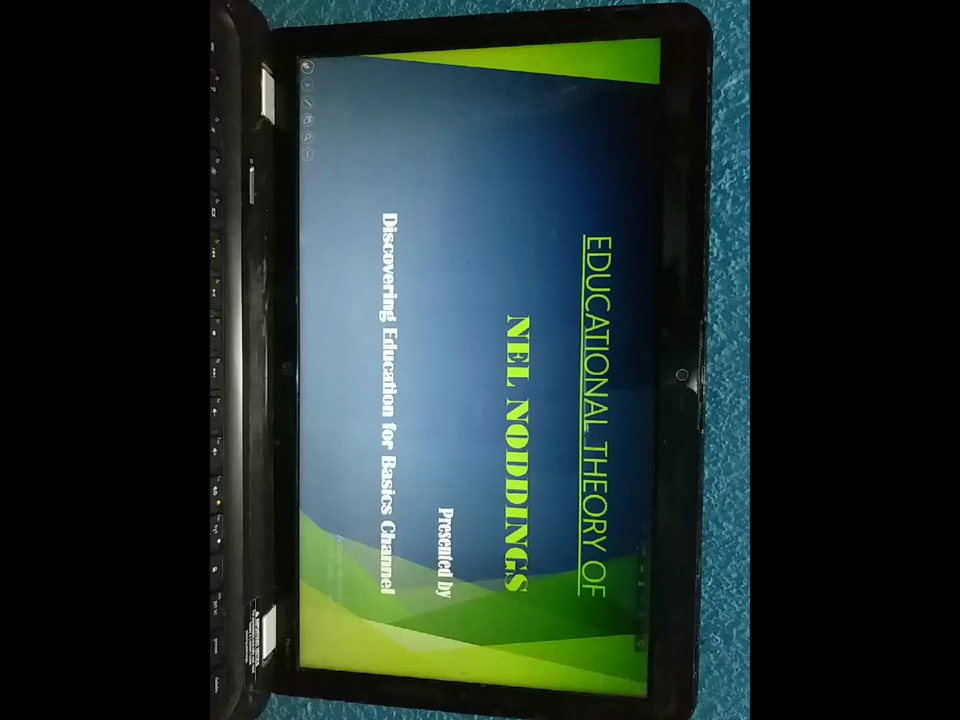 EDUCATIONAL THEORY OF
NEL NODDINGS
Presented by
Discovering Education for Basics Channel